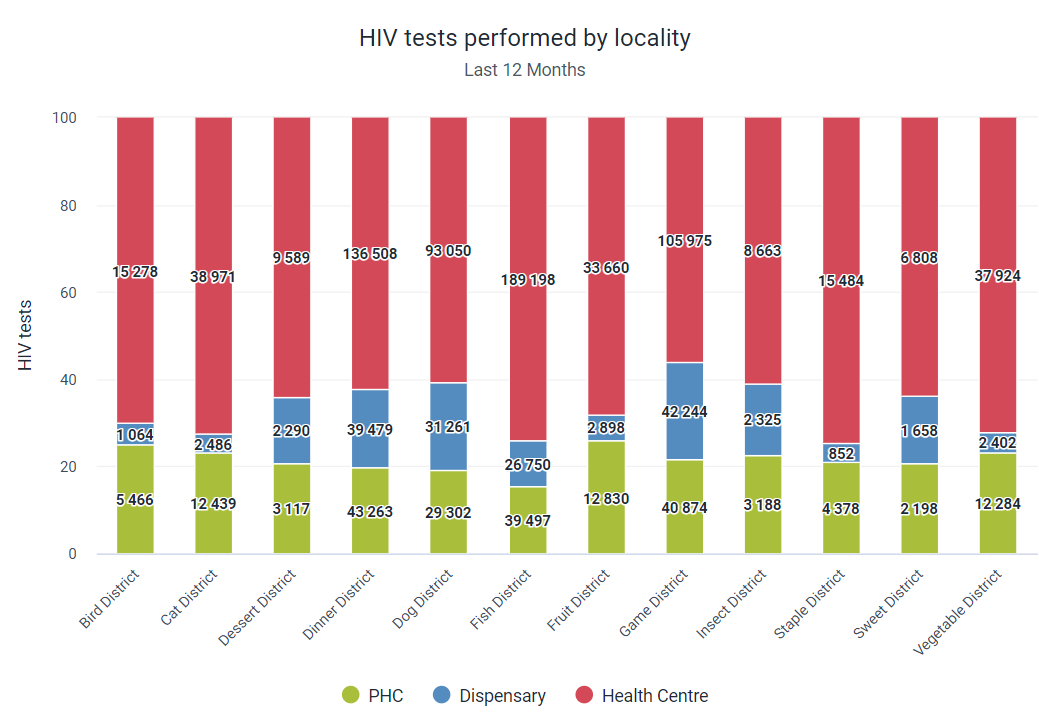 HIV tests performed by locality
Last 12 Months
HIV tests
100
80
60
40
20
0
15 278
38 971
9 589
136 508
93 050
189 198
33 660
105 975
8 663
15 484
6 808
37 924
1 064
2 486
2 290
39 479
31 261
26 750
2 898
42 244
2 325
852
1 658
2 402
5 466
12 439
3 117
43 263
29 302
39 497
12 830
40 874
3 188
4 378
2 198
12 284
Bird District
Cat District
Dessert District
Dinner District
Dog District
Fish District
Fruit District
Game District
Insect District
Staple District
Sweet District
Vegetable District
PHC
Dispensary
Health Centre